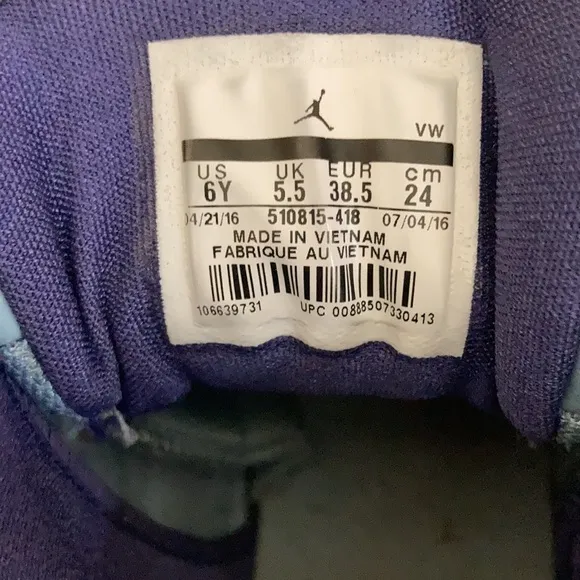 VW
US UK EUR cm
6Y 5.5 38.5 24
04/21/16 510815-418 07/04/16
MADE IN VIETNAM
FABRIQUE AU VIETNAM
106639731 UPC 00888507330413